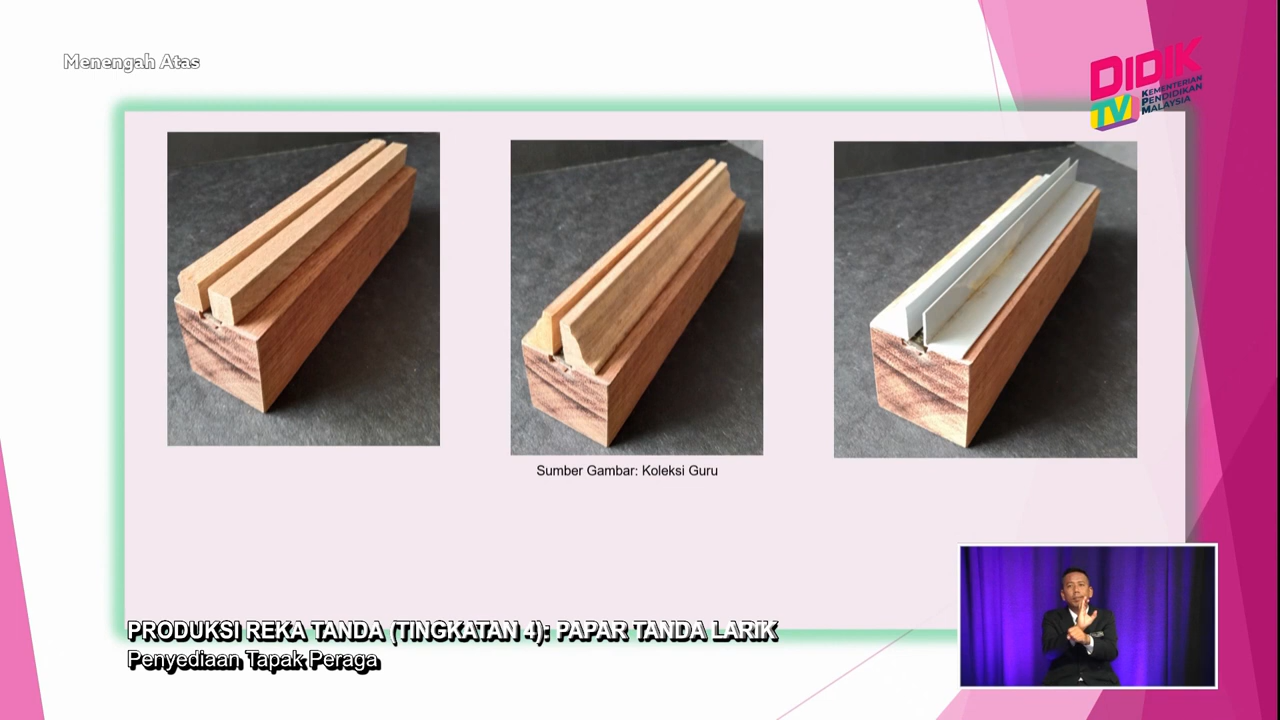 Menengah Atas
DIDIK
TV
KEMENTERIAN
PENDIDIKAN
MALAYSIA
Sumber Gambar: Koleksi Guru
PRODUKSI REKA TANDA (TINGKATAN 4): PAPAR TANDA LARIK
Penyediaan Tapak Peraga